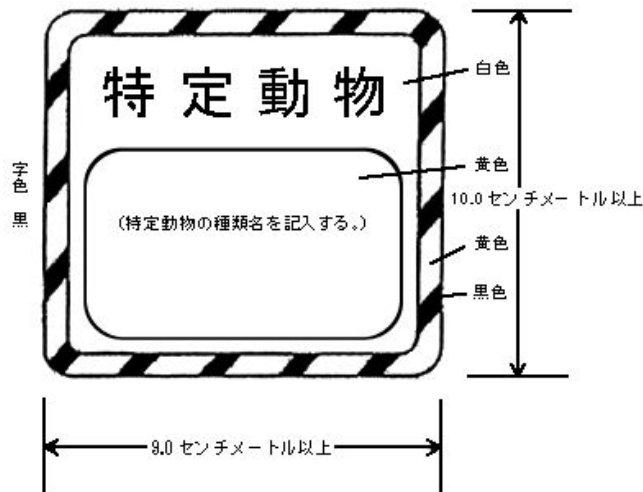 特定動物
白色
字色 黒
黄色
10.0センチメートル以上
(特定動物の種類名を記入する。)
黄色
黒色
9.0センチメートル以上